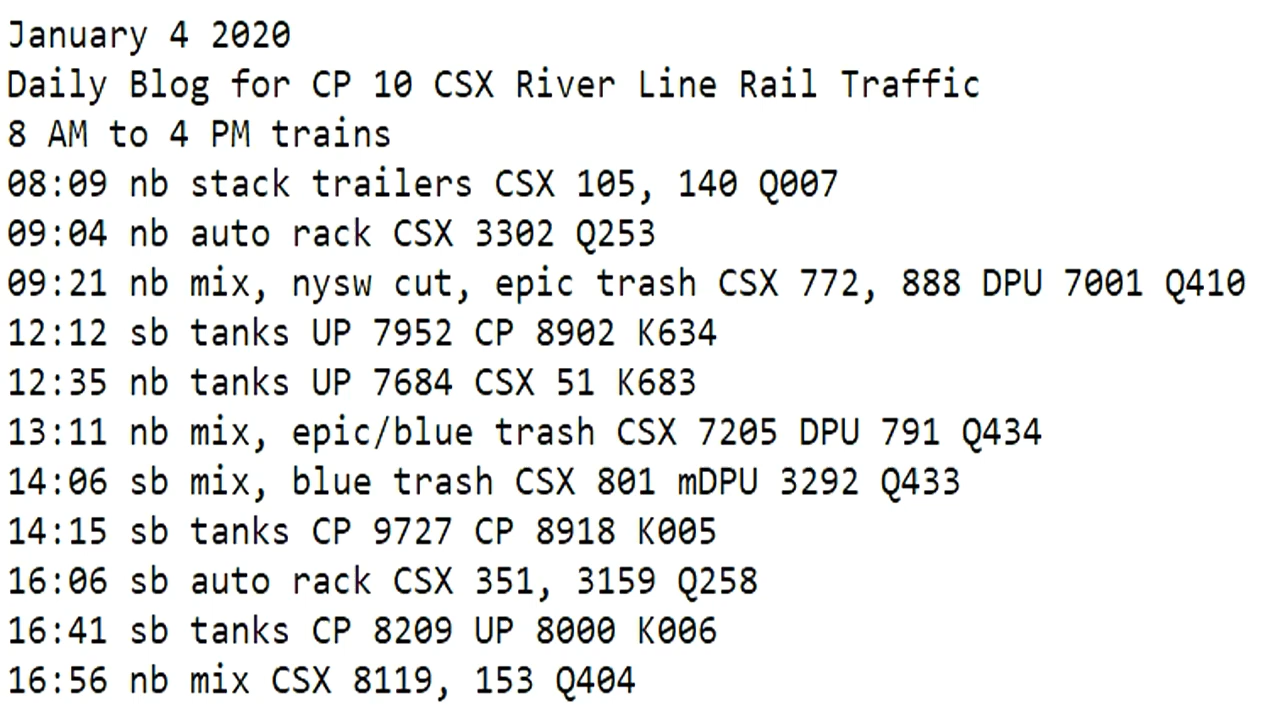 January 4 2020
Daily Blog for CP 10 CSX River Line Rail Traffic
8 AM to 4 PM trains
08:09 nb stack trailers CSX 105, 140 Q007
09:04 nb auto rack CSX 3302 Q253
09:21 nb mix, nysw cut, epic trash CSX 772, 888 DPU 7001 Q410
12:12 sb tanks UP 7952 CP 8902 K634
12:35 nb tanks UP 7684 CSX 51 K683
13:11 nb mix, epic/blue trash CSX 7205 DPU 791 Q434
14:06 sb mix, blue trash CSX 801 mDPU 3292 Q433
14:15 sb tanks CP 9727 CP 8918 K005
16:06 sb auto rack CSX 351, 3159 Q258
16:41 sb tanks CP 8209 UP 8000 K006
16:56 nb mix CSX 8119, 153 Q404